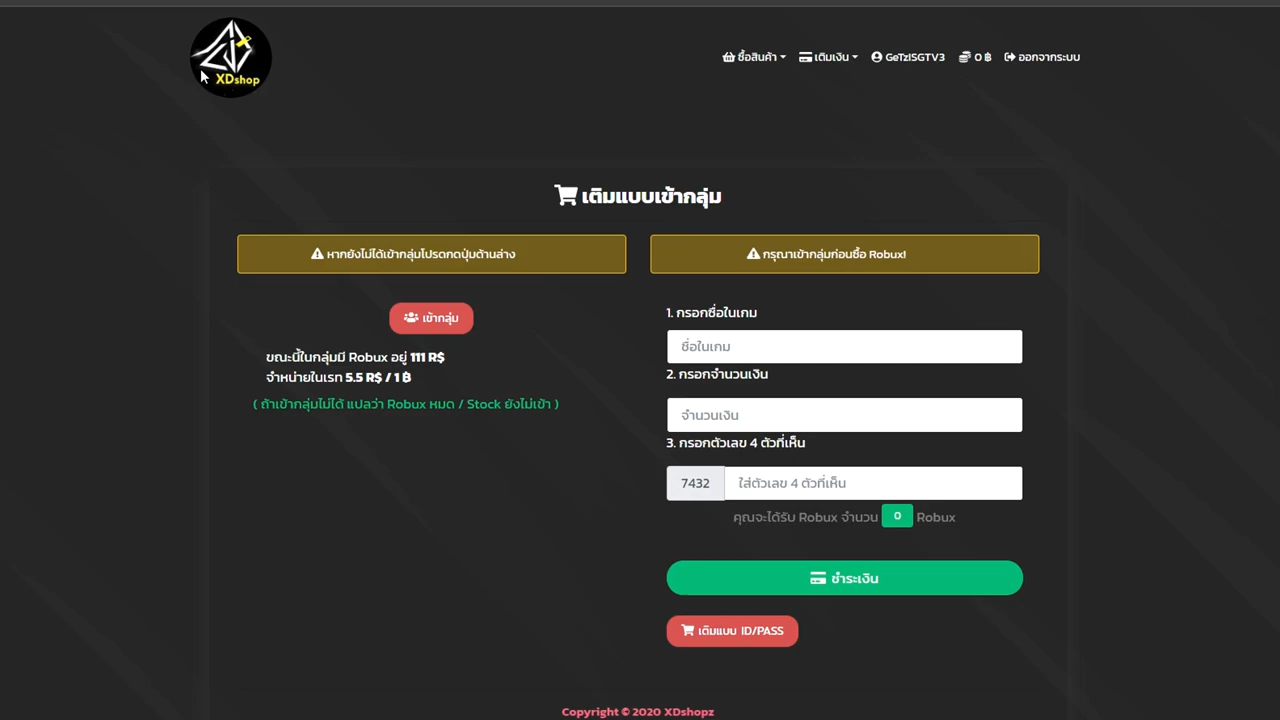 XDshop
ซื้อสินค้า เติมเงิน GeTzISGTV3 0 ฿ ออกจากระบบ
เติมแบบเข้ากลุ่ม
หากยังไม่ได้เข้ากลุ่มโปรดกดปุ่มด้านล่าง
เข้ากลุ่ม
ขณะนี้ในกลุ่มมี Robux อยู่ 111 R$
จำหน่ายในเรท 5.5 R$ / 1 ฿
( ถ้าเข้ากลุ่มไม่ได้ แปลว่า Robux หมด / Stock ยังไม่เข้า )
กรุณาเข้ากลุ่มก่อนซื้อ Robux!
1. กรอกชื่อในเกม
ชื่อในเกม
2. กรอกจำนวนเงิน
จำนวนเงิน
3. กรอกตัวเลข 4 ตัวที่เห็น
7432 ใส่ตัวเลข 4 ตัวที่เห็น
คุณจะได้รับ Robux จำนวน 0 Robux
ชำระเงิน
เติมแบบ ID/PASS
Copyright © 2020 XDshopz